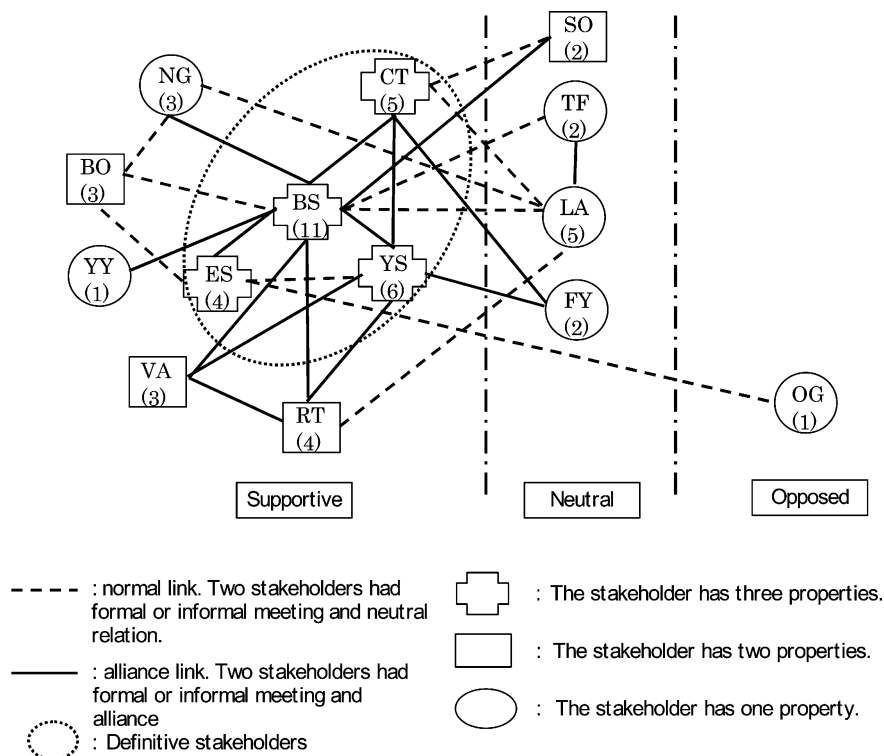 SO
(2)
NG
(3)
CT
(5)
TF
(2)
BO
(3)
BS
(11)
LA
(5)
YY
(1)
ES
(4)
YS
(6)
FY
(2)
VA
(3)
RT
(4)
OG
(1)
Supportive
Neutral
Opposed
: normal link. Two stakeholders had
formal or informal meeting and neutral
relation.
: alliance link. Two stakeholders had
formal or informal meeting and
alliance
: Definitive stakeholders
: The stakeholder has three properties.
: The stakeholder has two properties.
: The stakeholder has one property.